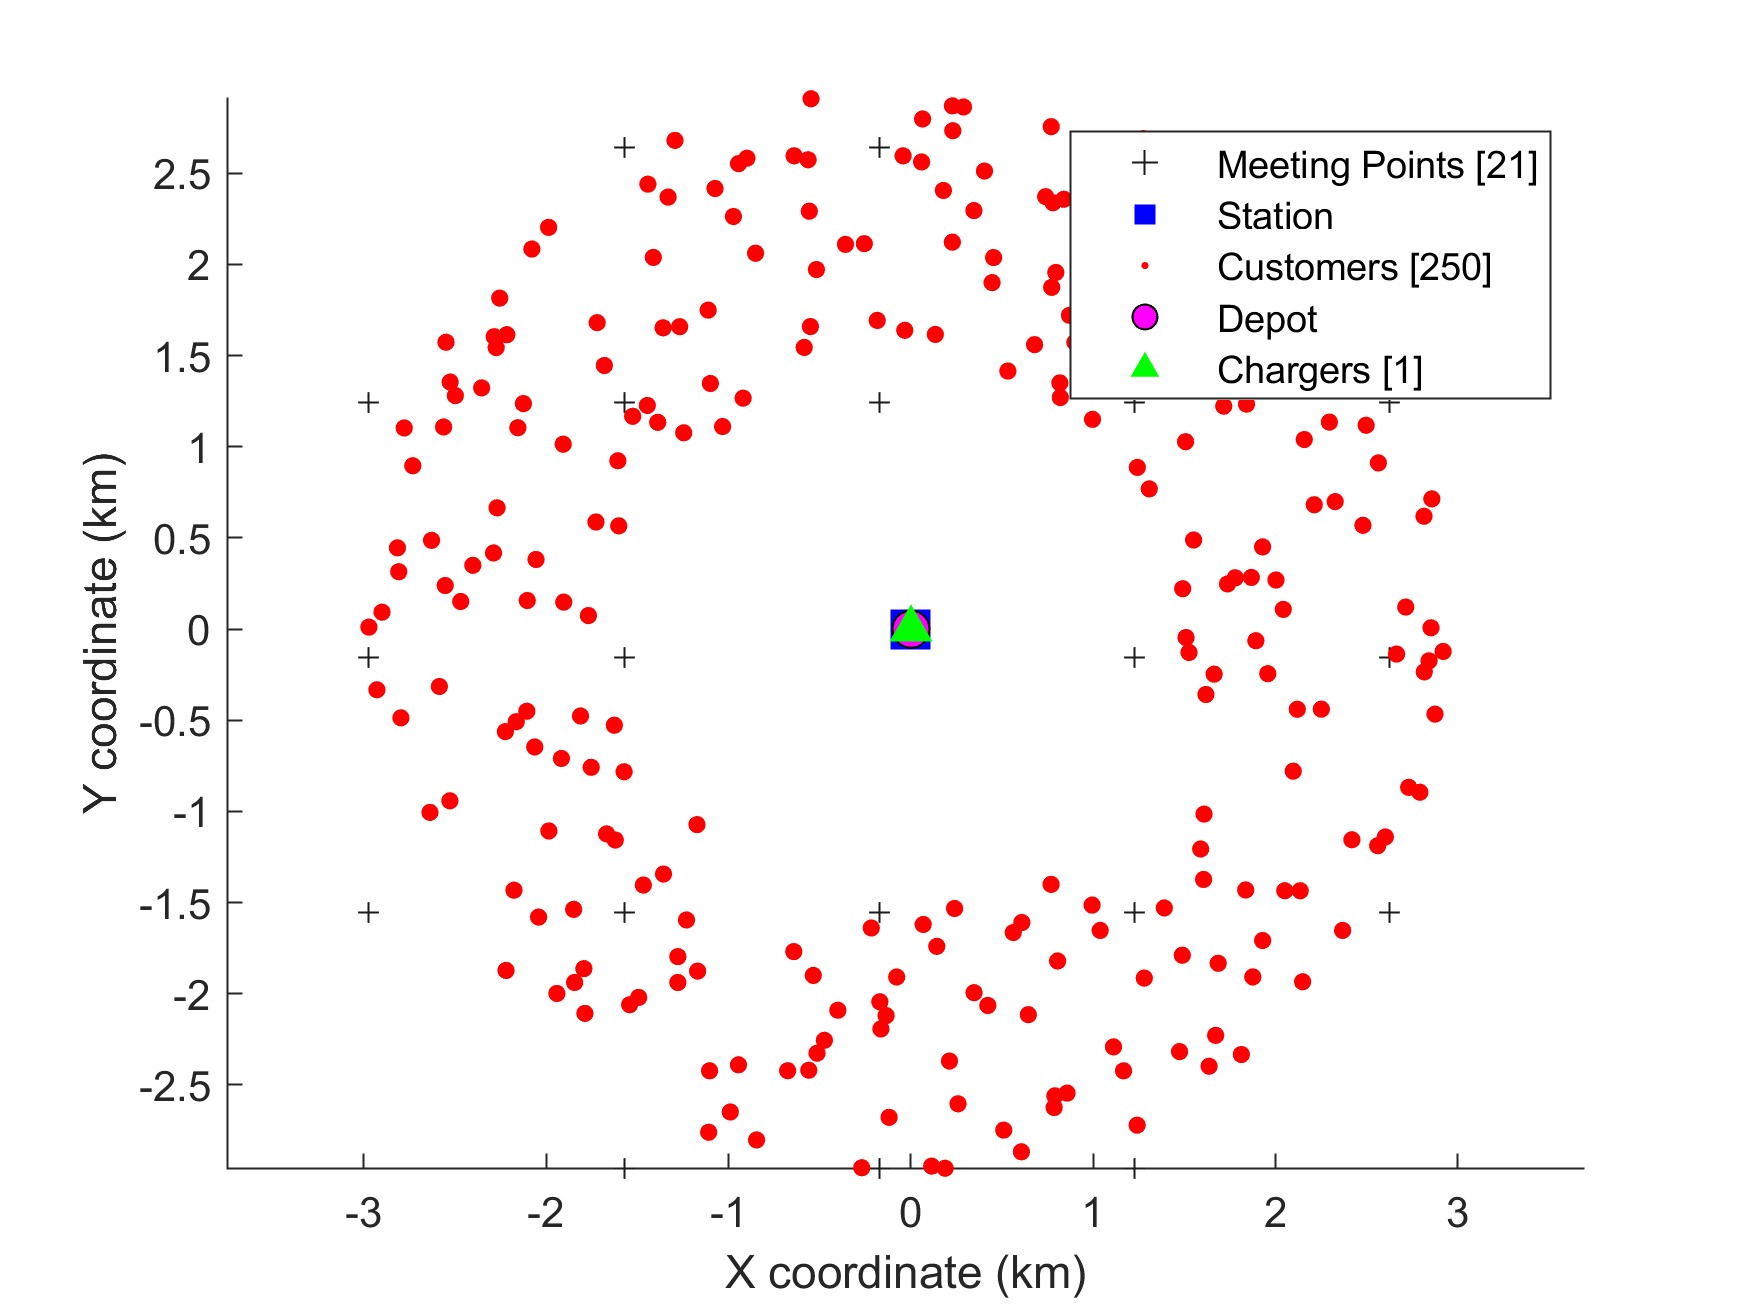 Meeting Points [21]
Station
Customers [250]
Depot
Chargers [1]
2.5
2
1.5
1
0.5
0
-0.5
-1
-1.5
-2
-2.5
Y coordinate (km)
-3 -2 -1 0 1 2 3
X coordinate (km)